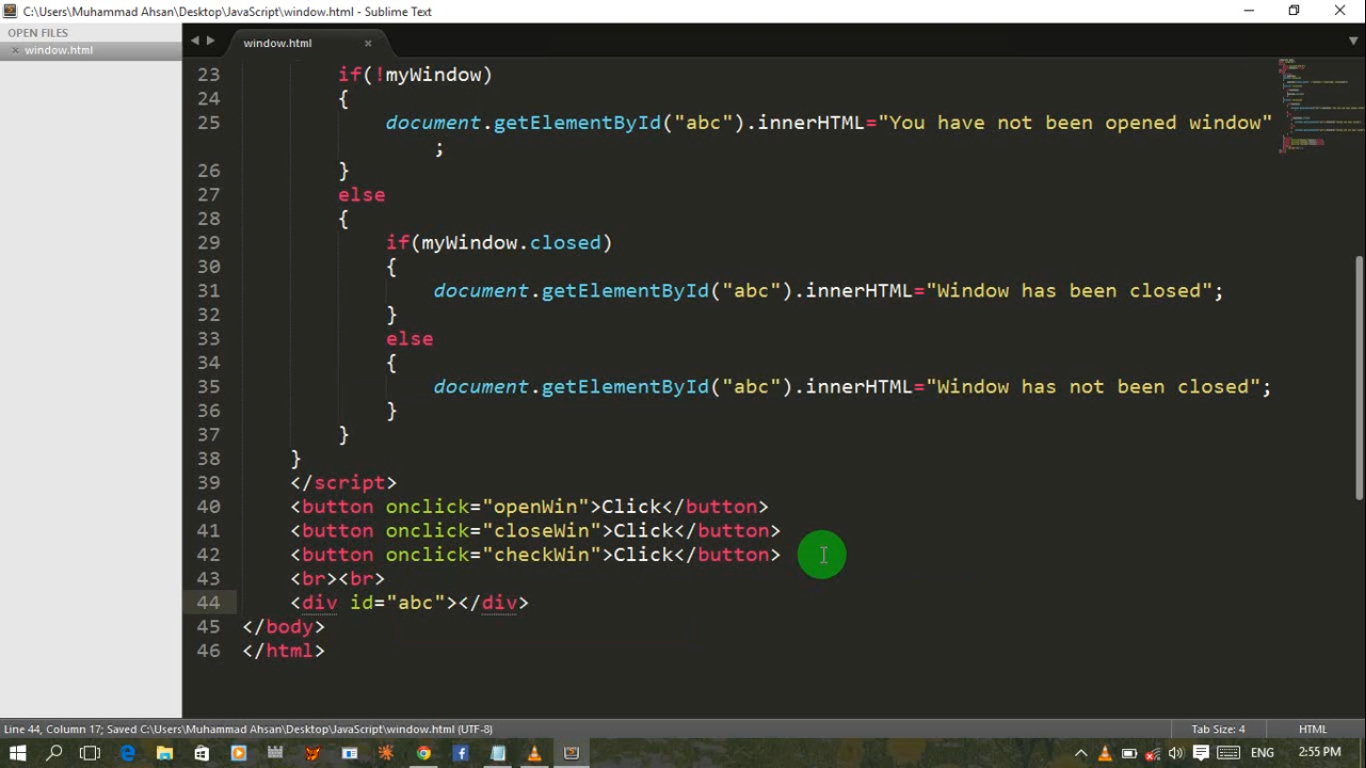 C:\Users\Muhammad Ahsan\Desktop\JavaScript\window.html - Sublime Text
OPEN FILES
window.html
window.html
23 if(!myWindow)
24 {
25 document.getElementById("abc").innerHTML="You have not been opened window"
;
26 }
27 else
28 {
29 if(myWindow.closed)
30 {
31 document.getElementById("abc").innerHTML="Window has been closed";
32 }
33 else
34 {
35 document.getElementById("abc").innerHTML="Window has not been closed";
36 }
37 }
38 }
39 </script>
40 <button onclick="openWin">Click</button>
41 <button onclick="closeWin">Click</button>
42 <button onclick="checkWin">Click</button>
43 <br><br>
44 <div id="abc"></div>
45 </body>
46 </html>
Line 44, Column 17; Saved C:\Users\Muhammad Ahsan\Desktop\JavaScript\window.html (UTF-8)
Tab Size: 4
HTML
ENG
2:55 PM